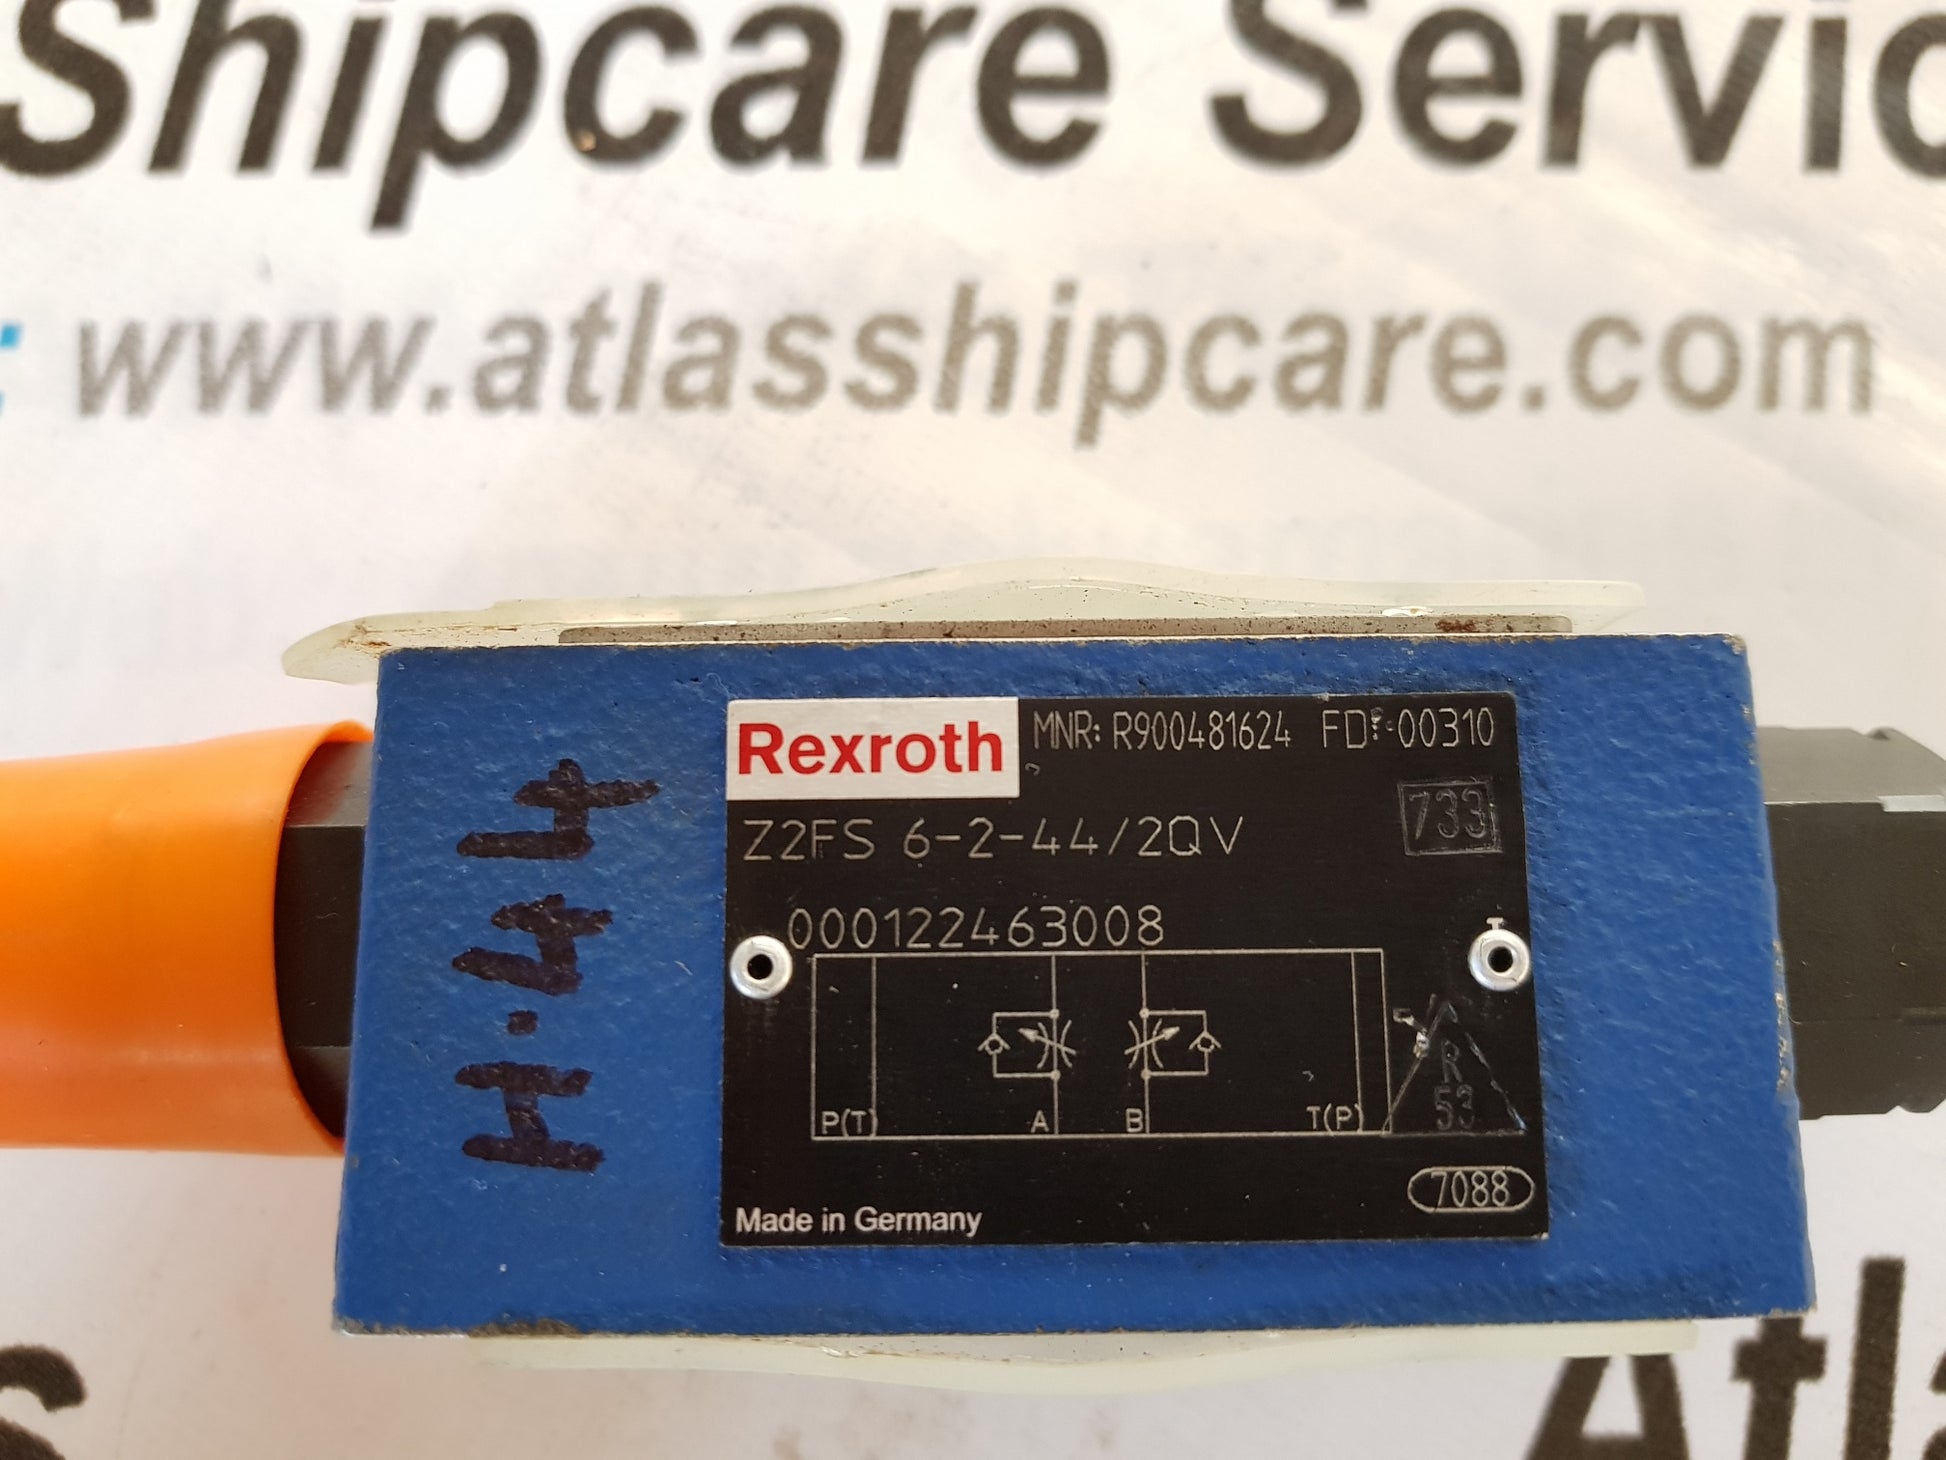 Shipcare Servic
www.atlasshipcare.com
Rexroth
MNR: R900481624 FD: 00310
733
Z2FS 6-2-44/2QV
000122463008
P(T) A B T(P)
R
53
7088
Made in Germany
H.44
Atla